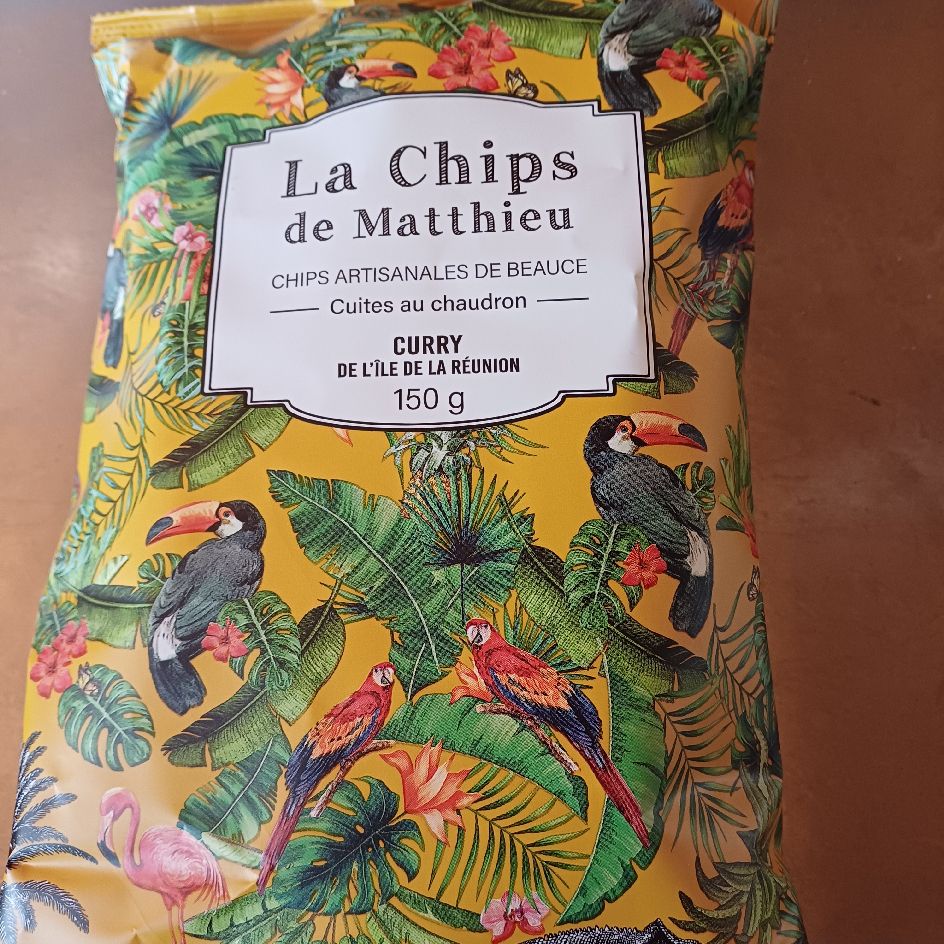 La Chips
de Matthieu
CHIPS ARTISANALES DE BEAUCE
Cuites au chaudron
CURRY
DE L'ÎLE DE LA RÉUNION
150 g